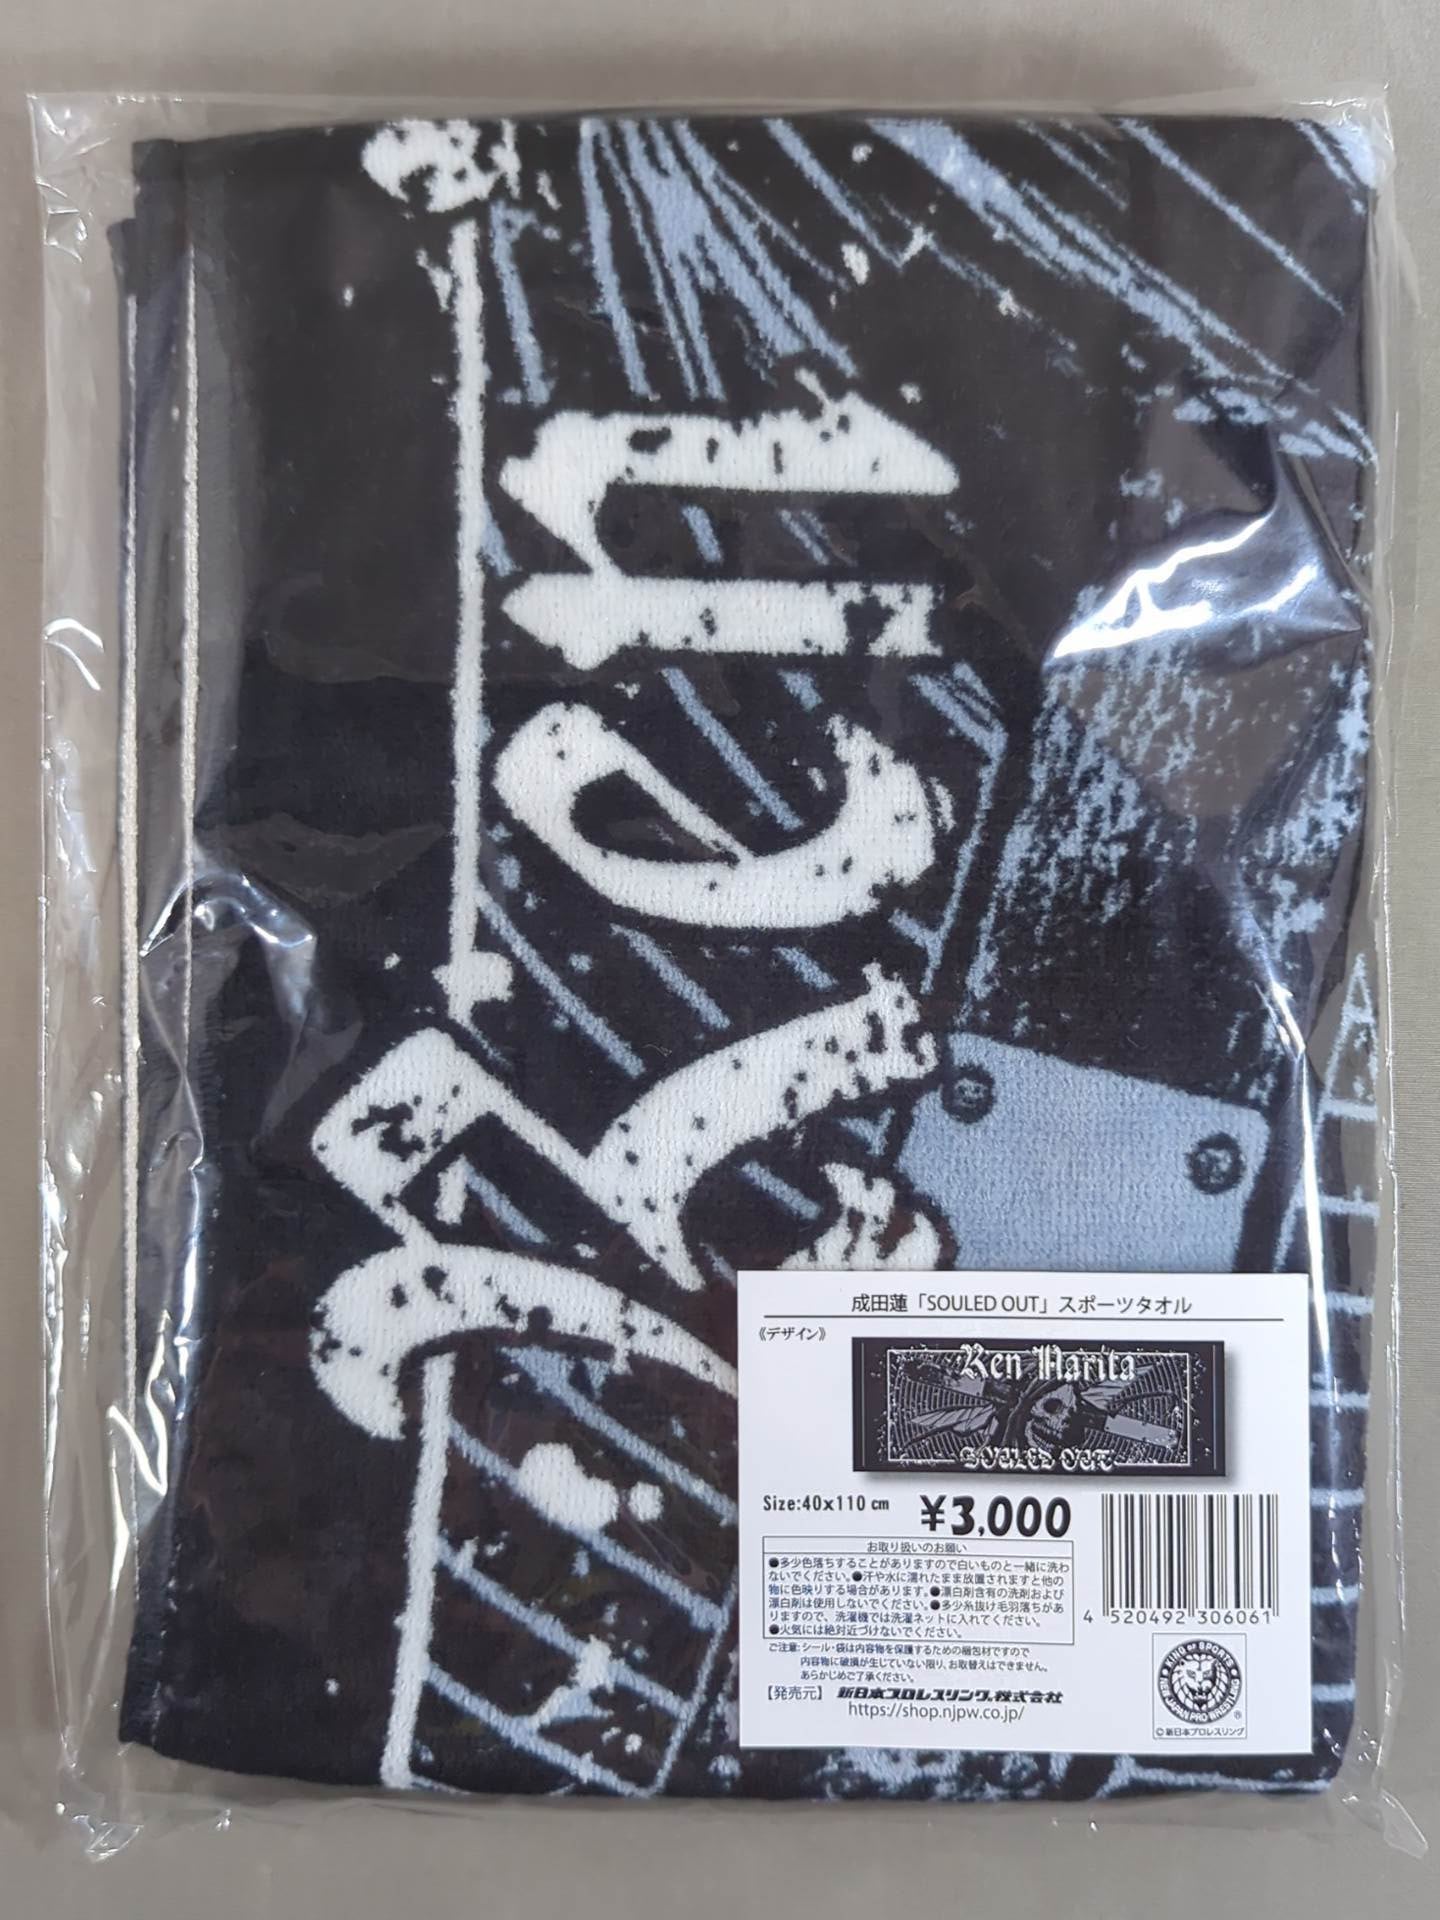 Ren
成田蓮「SOULED OUT」スポーツタオル
《デザイン》
Ren Narita
SOULED OUT
Size:40×110㎝
¥3,000
お取り扱いのお願い
●多少色落ちすることがありますので白いものと一緒に洗わ
ないでください。●汗や水に濡れたまま放置されますと他の
物に色映りする場合があります。●漂白剤含有の洗剤および
漂白剤は使用しないでください。●多少糸抜け毛羽落ちがあ
りますので、洗濯機では洗濯ネットに入れてください。
●火気には絶対近づけないでください。
4 520492 306061
ご注意:シール・袋は内容物を保護するための梱包材ですので
内容物に破損が生じていない限り、お取替えはできません。
あらかじめご了承ください。
【発売元】 新日本プロレスリング株式会社
https://shop.njpw.co.jp/
KING OF SPORTS
NEW JAPAN PRO WRESTLING
®
©新日本プロレスリング